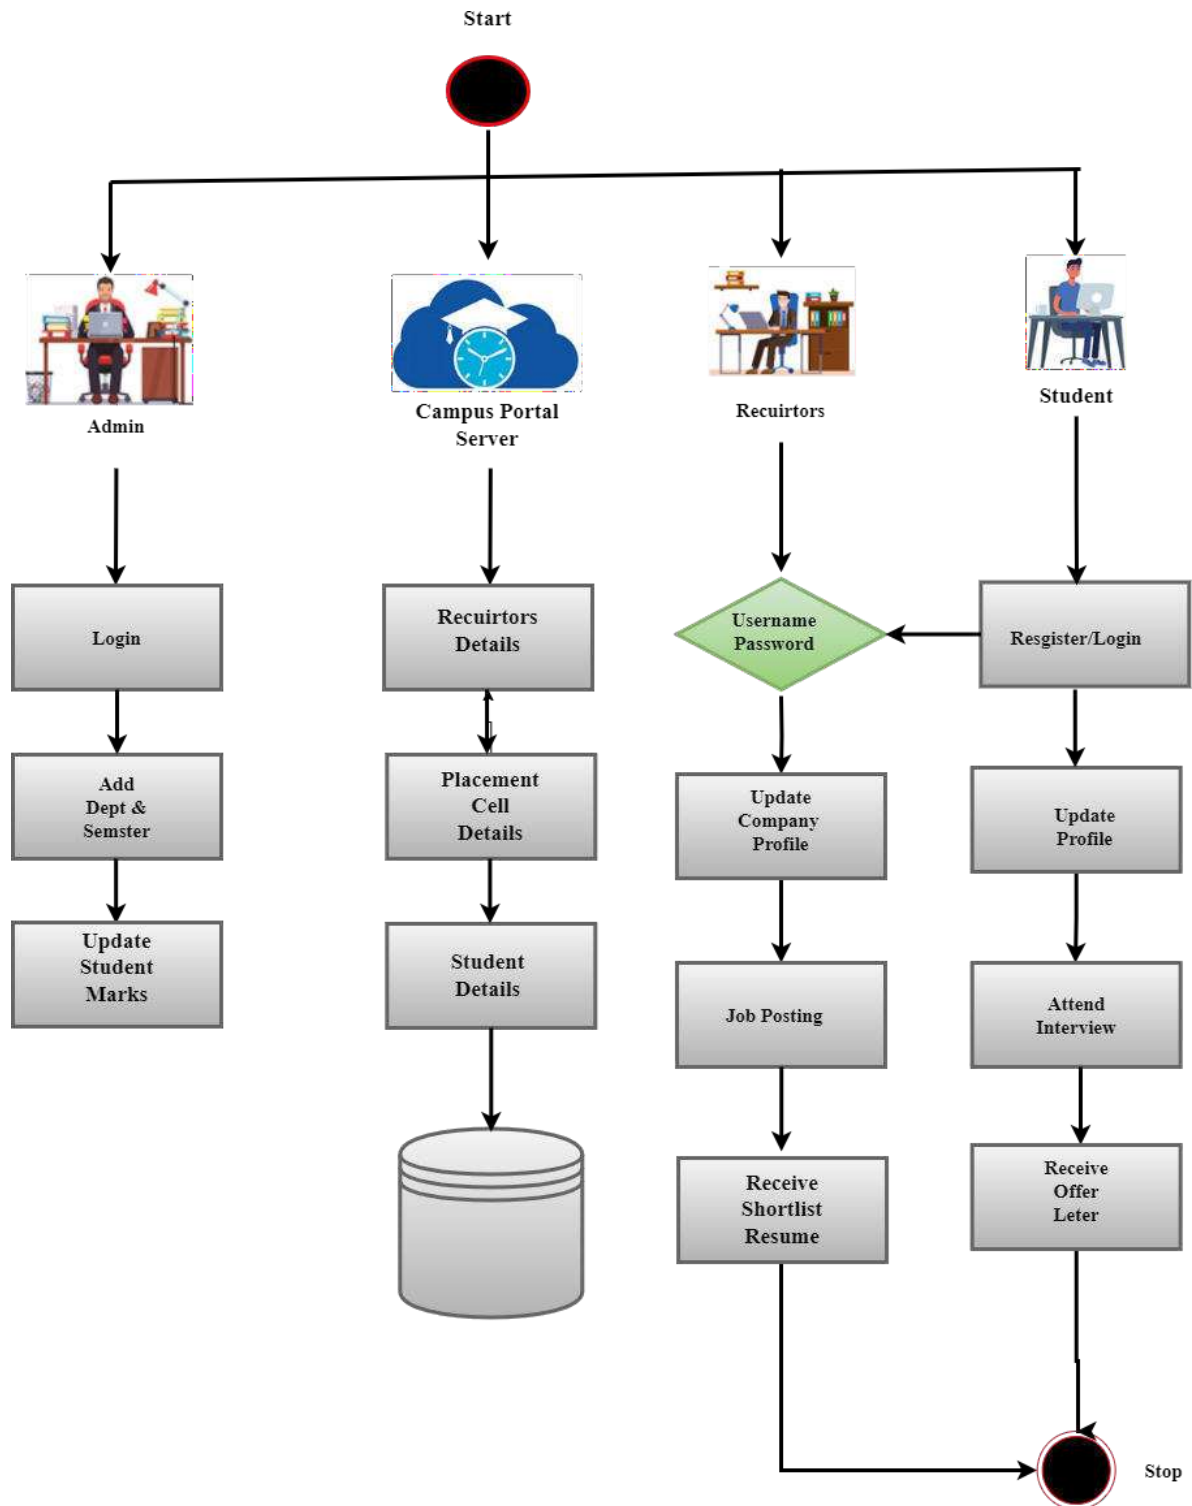 Start
Admin
Campus Portal
Server
Recuirtors
Student
Login
Recuirtors
Details
Username
Password
Resgister/Login
Add
Dept &
Semster
Placement
Cell
Details
Update
Company
Profile
Update
Profile
Update
Student
Marks
Student
Details
Job Posting
Attend
Interview
Receive
Shortlist
Resume
Receive
Offer
Leter
Stop